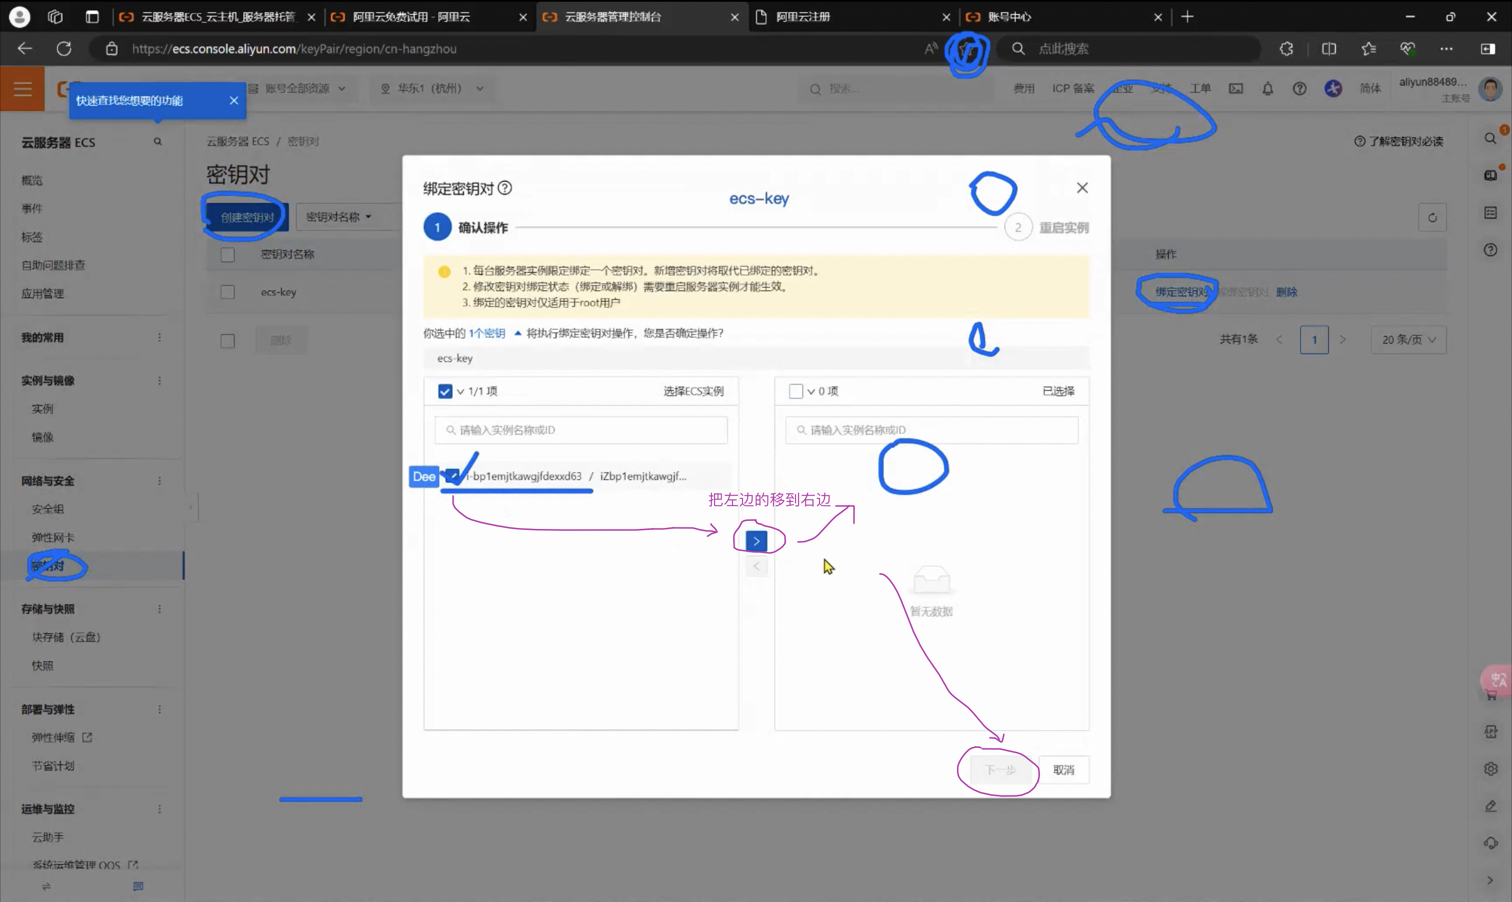 云服务器ECS_云主机_服务器托管
阿里云免费试用 - 阿里云
云服务器管理控制台
阿里云注册
账号中心
https://ecs.console.aliyun.com/keyPair/region/cn-hangzhou
点此搜索
快速查找您想要的功能
账号全部资源
华东1（杭州）
搜索...
费用
ICP 备案
企业
支持
工单
简体
aliyun88489...
主账号
云服务器 ECS
概览
事件
标签
自助问题排查
应用管理
我的常用
实例与镜像
实例
镜像
网络与安全
安全组
弹性网卡
密钥对
存储与快照
块存储（云盘）
快照
部署与弹性
弹性伸缩
节省计划
运维与监控
云助手
系统运维管理 OOS
云服务器 ECS / 密钥对
了解密钥对必读
密钥对
创建密钥对
密钥对名称
密钥对名称
操作
ecs-key
绑定密钥对
解绑密钥对
删除
删除
共有1条
1
20 条/页
绑定密钥对
ecs-key
1 确认操作
2 重启实例
1. 每台服务器实例限定绑定一个密钥对。新增密钥对将取代已绑定的密钥对。
2. 修改密钥对绑定状态（绑定或解绑）需要重启服务器实例才能生效。
3. 绑定的密钥对仅适用于root用户
你选中的 1个密钥 将执行绑定密钥对操作，您是否确定操作?
ecs-key
1/1 项
选择ECS实例
请输入实例名称或ID
Dee
i-bp1emjtkawgjfdexxd63 / iZbp1emjtkawgjf...
0 项
已选择
请输入实例名称或ID
把左边的移到右边
暂无数据
下一步
取消